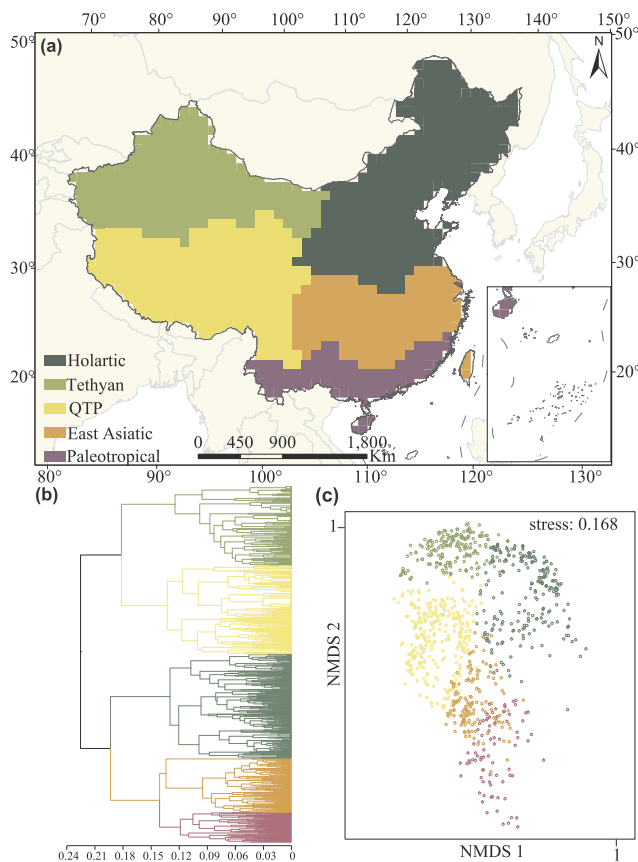 70° 80° 90° 100° 110° 120° 130° 140° 150°
(a)
N
50° 50°
40° 40°
30° 30°
20° 20°
Holartic
Tethyan
QTP
East Asiatic
Paleotropical
0 450 900 1,800
Km
80° 90° 100° 110° 120° 130°
(b)
0.24 0.21 0.18 0.15 0.12 0.09 0.06 0.03 0
(c)
stress: 0.168
1
NMDS 2
NMDS 1
1